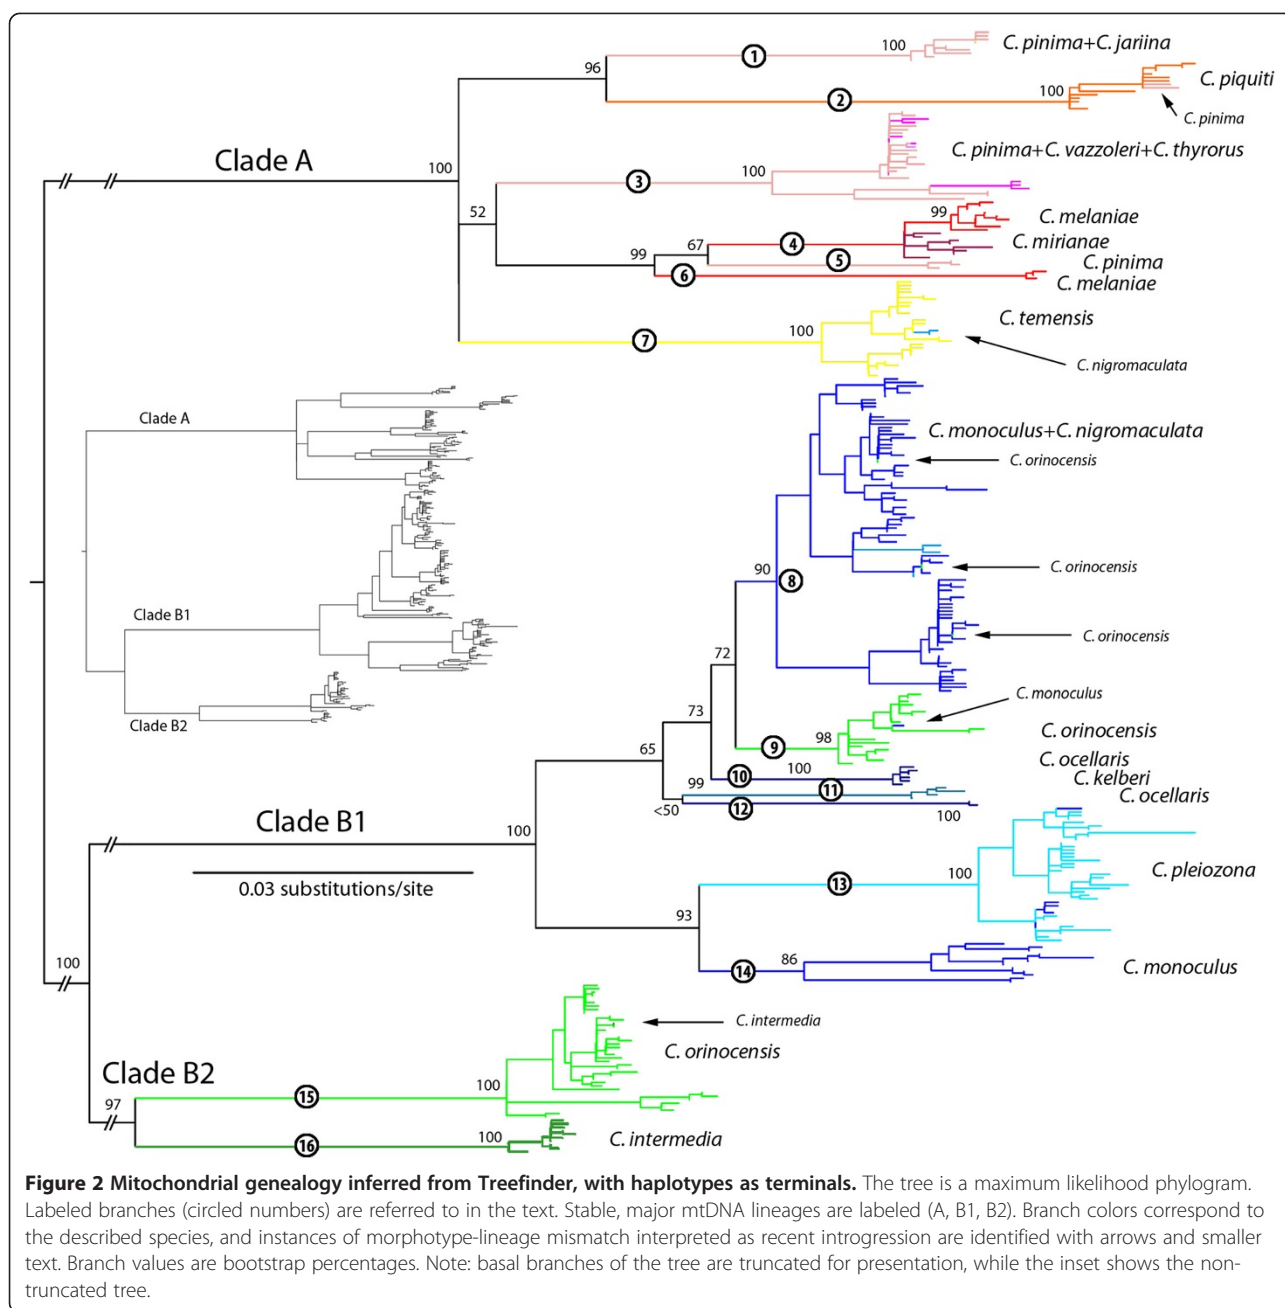 1
100
C. pinima+C. jariina
96
2
100
C. piquiti
C. pinima
Clade A
100
3
100
C. pinima+C. vazzoleri+C. thyrorus
52
99
C. melaniae
67
4
C. mirianae
99
5
C. pinima
6
C. melaniae
7
100
C. temensis
C. nigromaculata
Clade A
Clade B1
Clade B2
C. monoculus+C. nigromaculata
C. orinocensis
C. orinocensis
90
8
C. orinocensis
72
C. monoculus
73
9
98
C. orinocensis
65
C. ocellaris
10
100
C. kelberi
99
11
C. ocellaris
<50
12
100
Clade B1
100
0.03 substitutions/site
13
100
C. pleiozona
93
14
86
C. monoculus
100
C. intermedia
C. orinocensis
Clade B2
15
100
97
16
100
C. intermedia
Figure 2 Mitochondrial genealogy inferred from Treefinder, with haplotypes as terminals. The tree is a maximum likelihood phylogram.
Labeled branches (circled numbers) are referred to in the text. Stable, major mtDNA lineages are labeled (A, B1, B2). Branch colors correspond to
the described species, and instances of morphotype-lineage mismatch interpreted as recent introgression are identified with arrows and smaller
text. Branch values are bootstrap percentages. Note: basal branches of the tree are truncated for presentation, while the inset shows the non-
truncated tree.